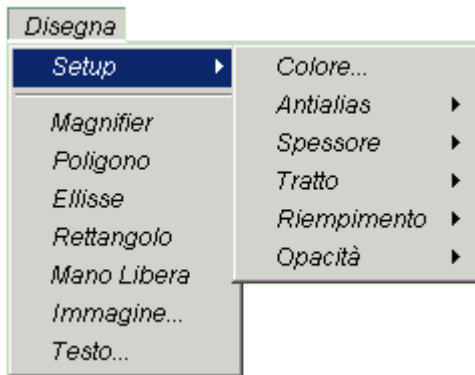 Disegna
Setup
Magnifier
Poligono
Ellisse
Rettangolo
Mano Libera
Immagine...
Testo...
Colore...
Antialias
Spessore
Tratto
Riempimento
Opacità